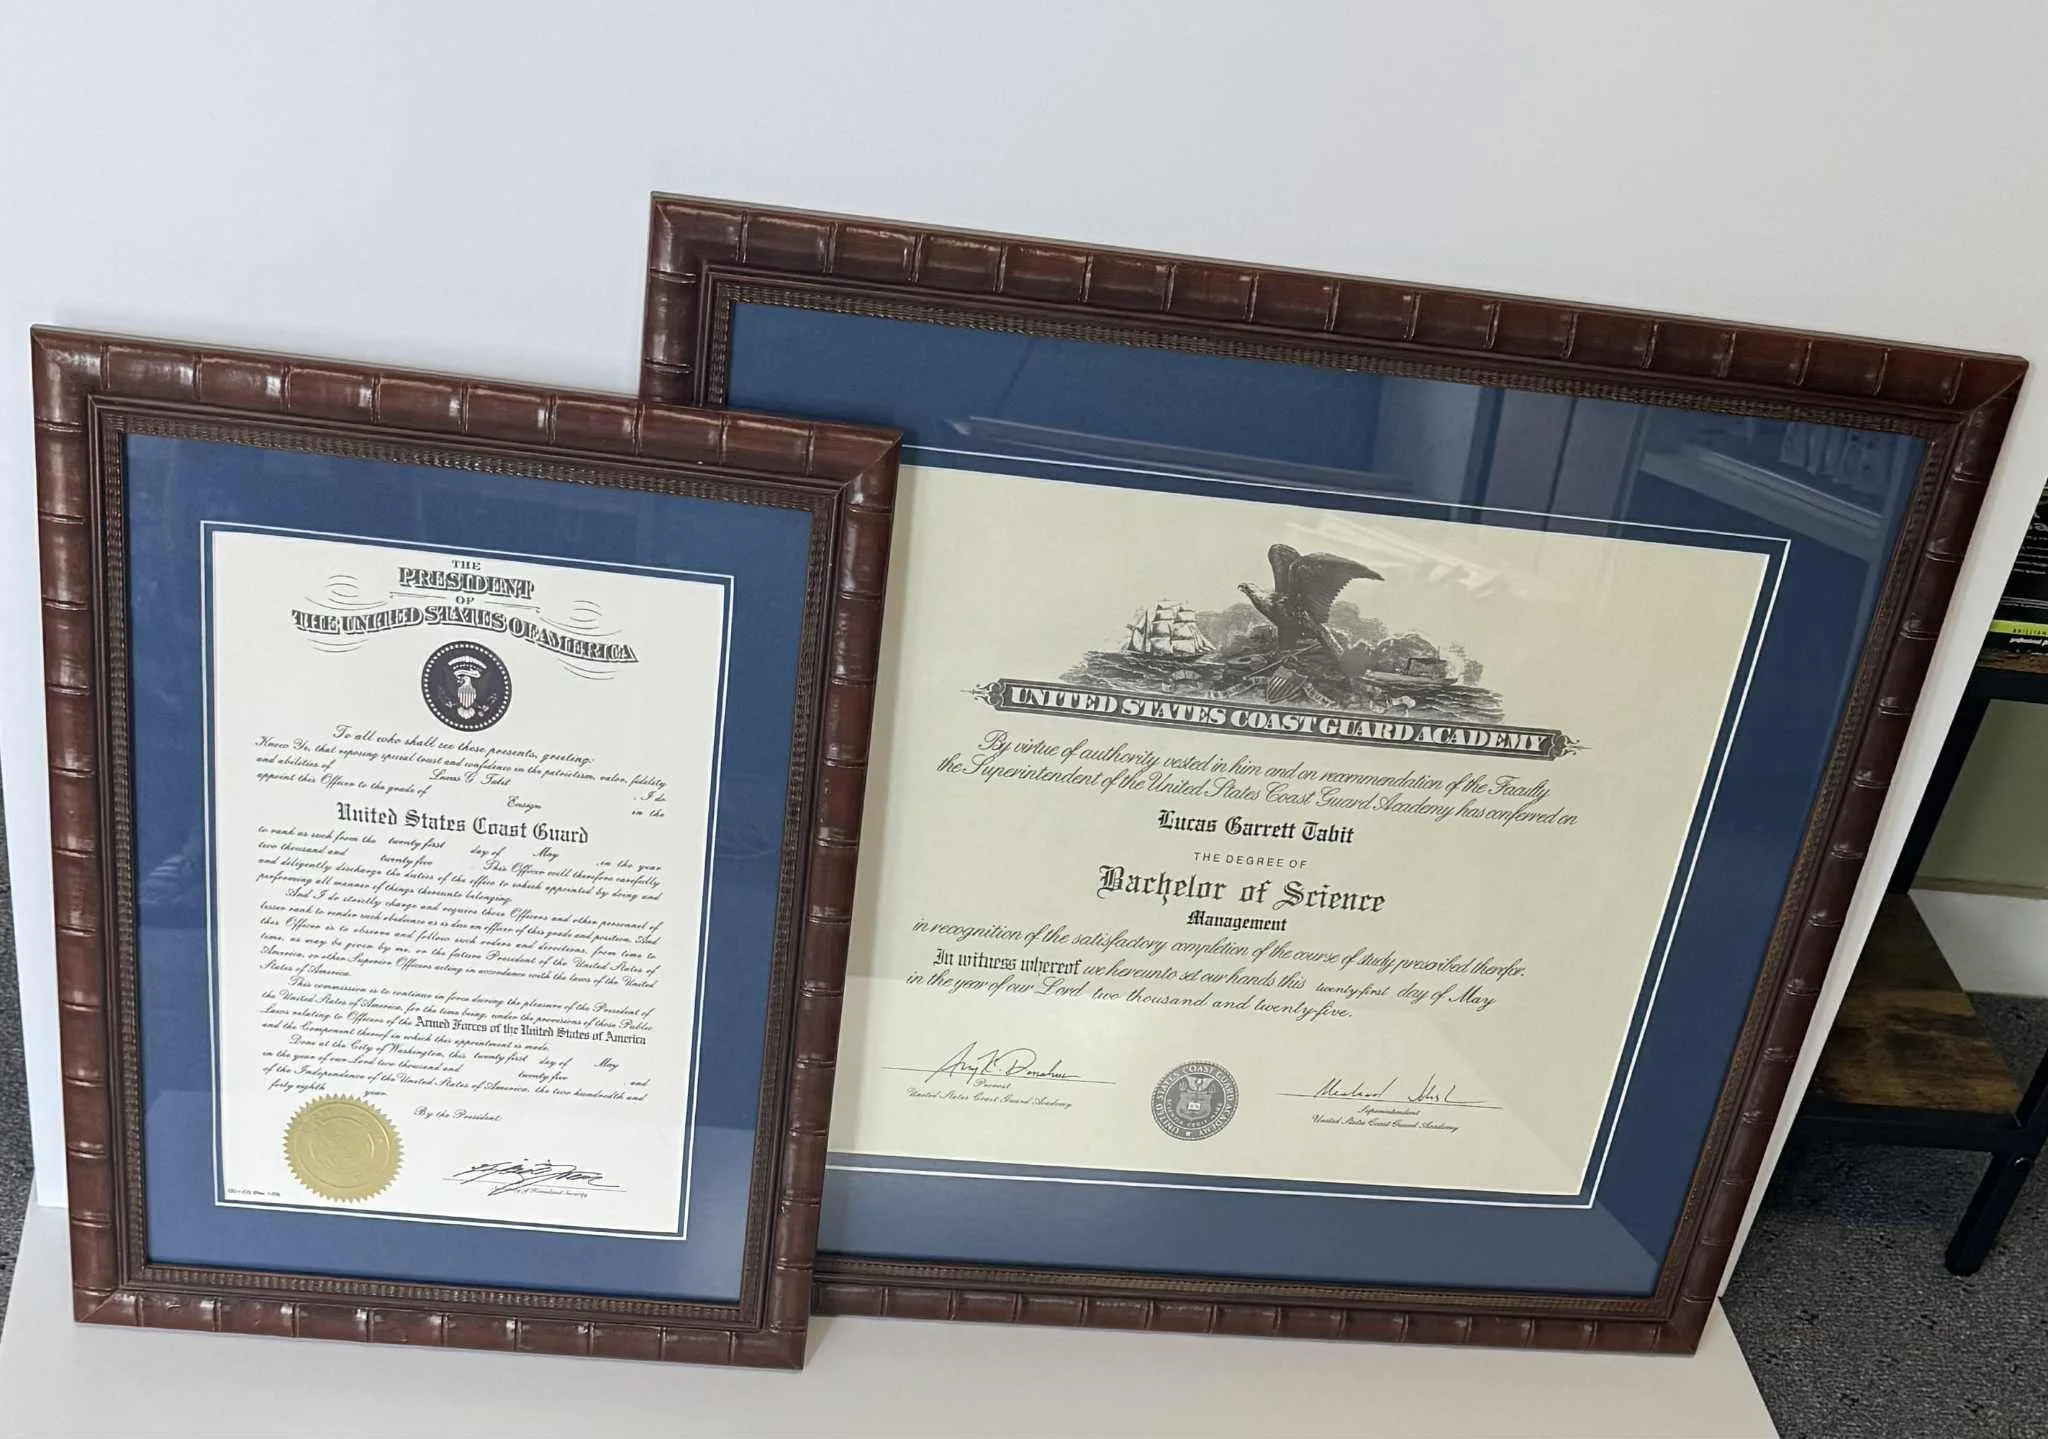 THE
PRESIDENT
OF
THE UNITED STATES OF AMERICA
To all who shall see these presents, greeting:
Know Ye, that reposing special trust and confidence in the patriotism, valor, fidelity
and abilities of Lucas G Tabit , I do
appoint this Officer to the grade of Ensign in the
United States Coast Guard
to rank as such from the twenty first day of May , in the year
two thousand and twenty five . This Officer will therefore carefully
and diligently discharge the duties of the office to which appointed by doing and
performing all manner of things thereunto belonging.
And I do strictly charge and require those Officers and other personnel of
lesser rank to render such obedience as is due an officer of this grade and position. And
this Officer is to observe and follow such orders and directions, from time to
time, as may be given by me, or the future President of the United States of
America, or other Superior Officers acting in accordance with the laws of the United
States of America.
This commission is to continue in force during the pleasure of the President of
the United States of America, for the time being, under the provisions of those Public
Laws relating to Officers of the Armed Forces of the United States of America
and the Component thereof in which this appointment is made.
Done at the City of Washington, this twenty first day of May
in the year of our Lord two thousand and twenty five , and
of the Independence of the United States of America, the two hundredth and
forty eighth year.
By the President:
of Homeland Security
UNITED STATES COAST GUARD ACADEMY
By virtue of authority vested in him and on recommendation of the Faculty
the Superintendent of the United States Coast Guard Academy has conferred on
Lucas Garrett Tabit
THE DEGREE OF
Bachelor of Science
Management
in recognition of the satisfactory completion of the course of study prescribed therefor.
In witness whereof we hereunto set our hands this twenty-first day of May
in the year of our Lord two thousand and twenty-five.
Provost
United States Coast Guard Academy
UNITED STATES COAST GUARD ACADEMY
Superintendent
United States Coast Guard Academy